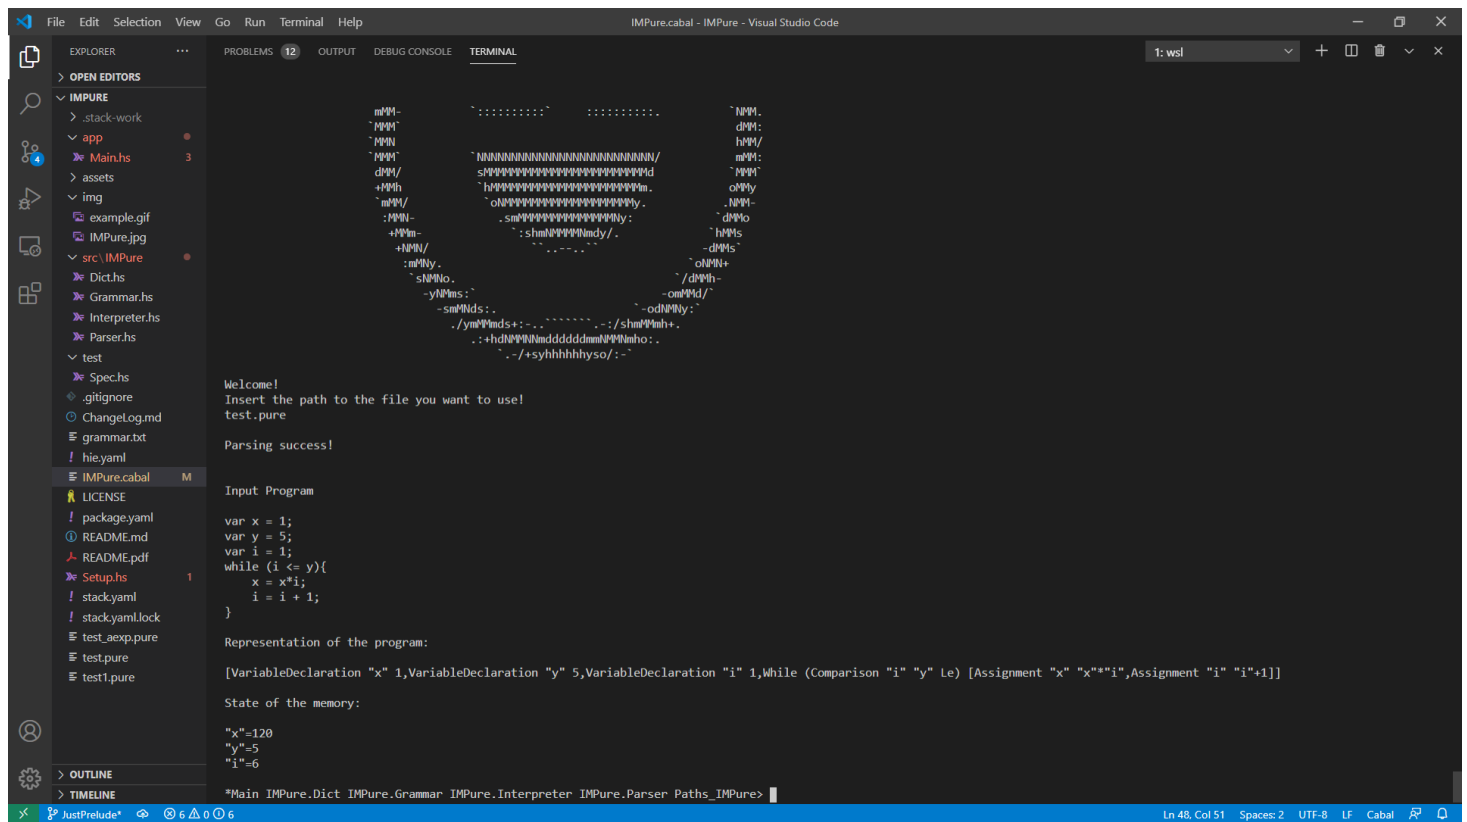 File Edit Selection View Go Run Terminal Help
IMPure.cabal - IMPure - Visual Studio Code
EXPLORER
OPEN EDITORS
IMPURE
.stack-work
app
Main.hs 3
assets
img
example.gif
IMPure.jpg
src\IMPure
Dict.hs
Grammar.hs
Interpreter.hs
Parser.hs
test
Spec.hs
.gitignore
ChangeLog.md
grammar.txt
hie.yaml
IMPure.cabal M
LICENSE
package.yaml
README.md
README.pdf
Setup.hs 1
stack.yaml
stack.yaml.lock
test_aexp.pure
test.pure
test1.pure
OUTLINE
TIMELINE
4
PROBLEMS 12 OUTPUT DEBUG CONSOLE TERMINAL
1: wsl
Welcome!
Insert the path to the file you want to use!
test.pure
Parsing success!
Input Program
var x = 1;
var y = 5;
var i = 1;
while (i <= y){
    x = x*i;
    i = i + 1;
}
Representation of the program:
[VariableDeclaration "x" 1,VariableDeclaration "y" 5,VariableDeclaration "i" 1,While (Comparison "i" "y" Le) [Assignment "x" "x"*"i",Assignment "i" "i"+1]]
State of the memory:
"x"=120
"y"=5
"i"=6
*Main IMPure.Dict IMPure.Grammar IMPure.Interpreter IMPure.Parser Paths_IMPure>
JustPrelude* 6 0 6
Ln 48, Col 51 Spaces: 2 UTF-8 LF Cabal